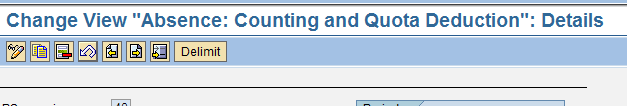 Change View "Absence: Counting and Quota Deduction": Details
Delimit